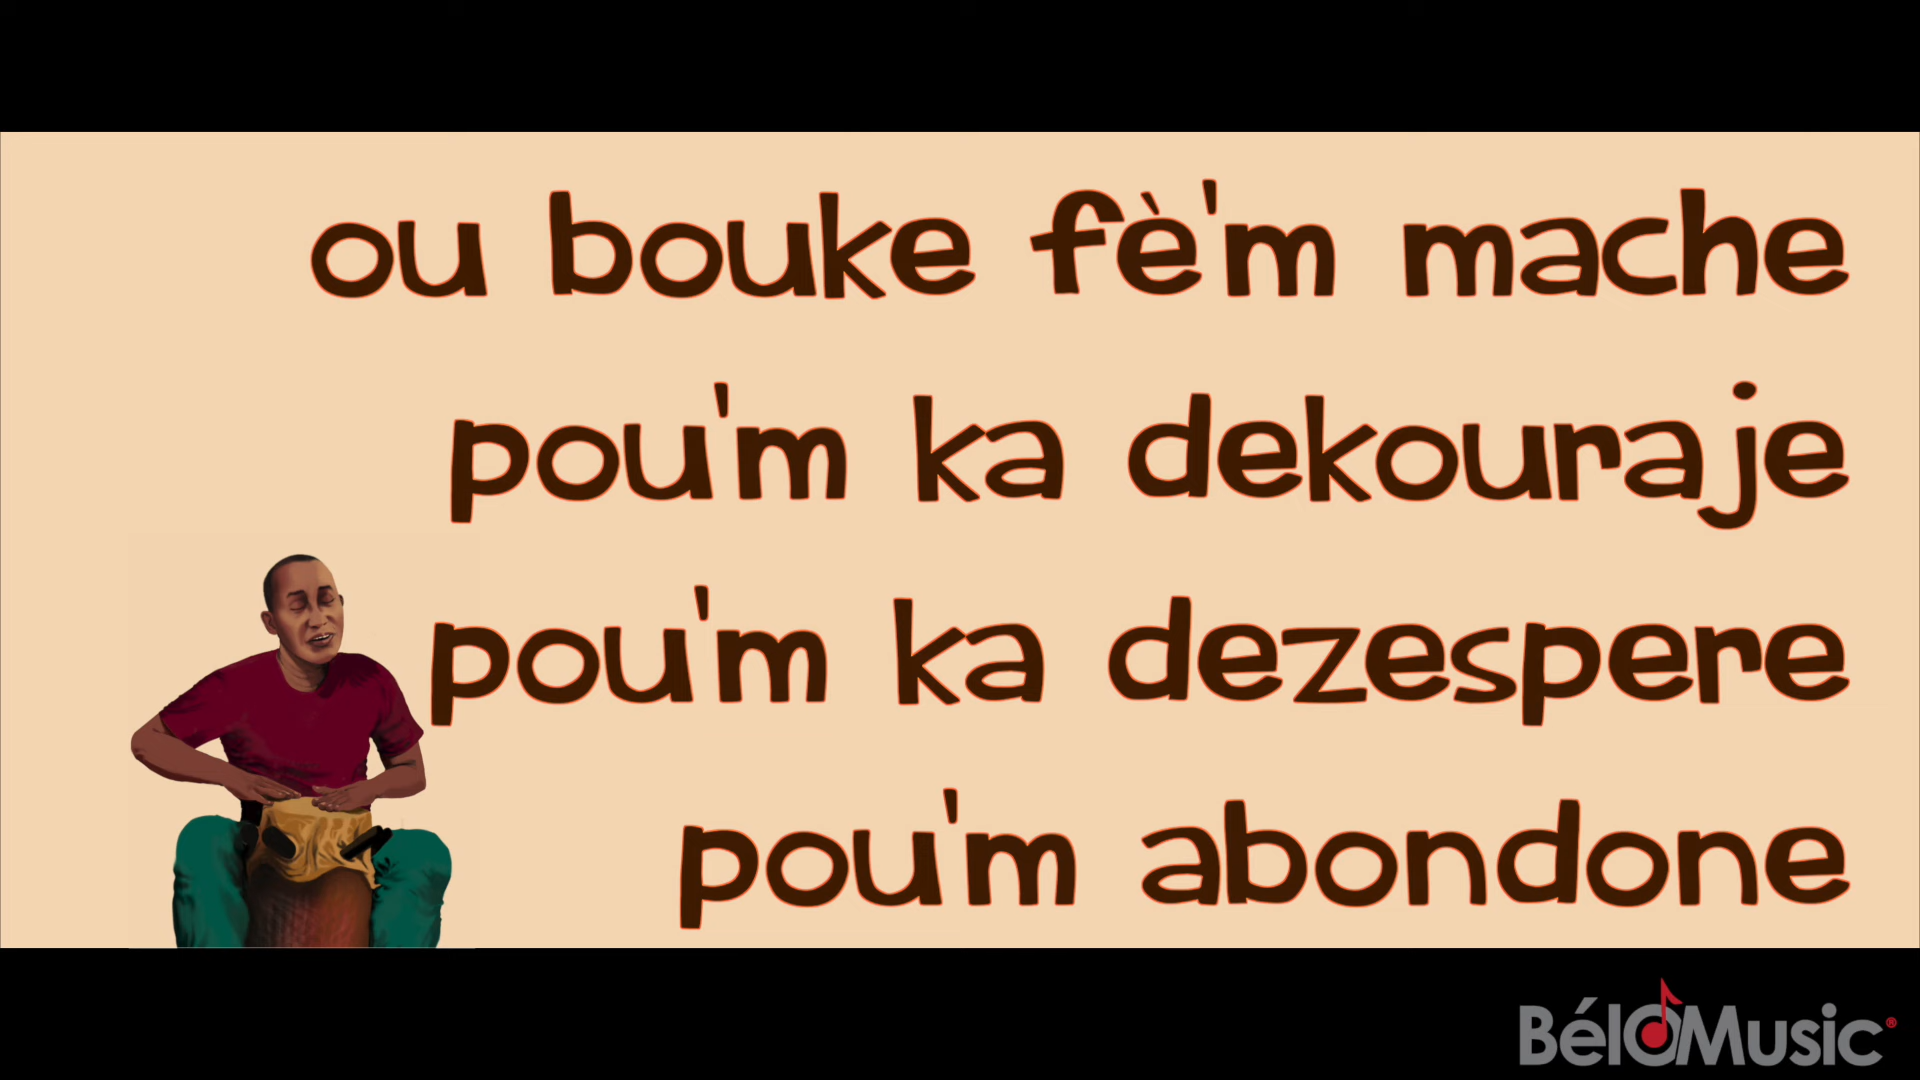 ou bouke fè'm mache
pou'm ka dekouraje
pou'm ka dezespere
pou'm abondone
BéloMusic®